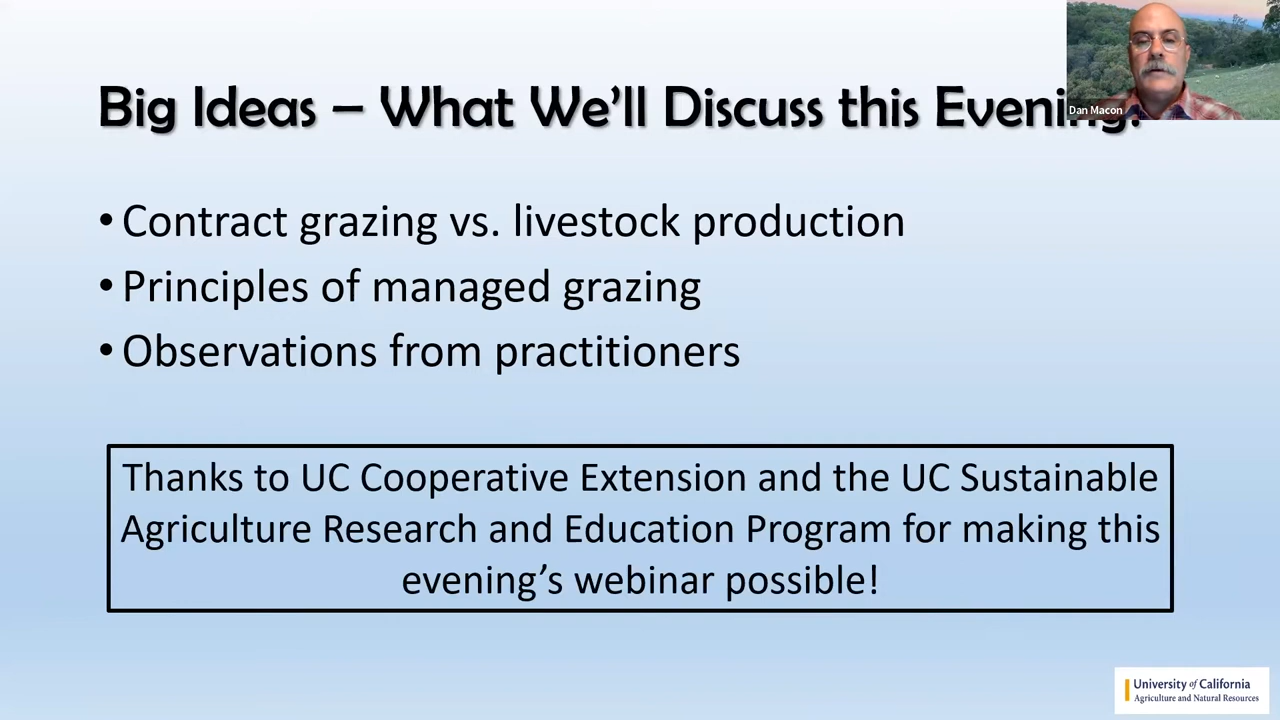 Big Ideas – What We'll Discuss this Evening!
Dan Macon
• Contract grazing vs. livestock production
• Principles of managed grazing
• Observations from practitioners
Thanks to UC Cooperative Extension and the UC Sustainable
Agriculture Research and Education Program for making this
evening's webinar possible!
University of California
Agriculture and Natural Resources